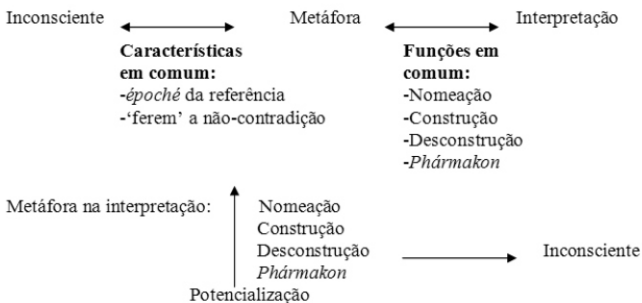 Inconsciente Metáfora Interpretação
Características em comum:
-époché da referência
-‘ferem’ a não-contradição
Funções em comum:
-Nomeação
-Construção
-Desconstrução
-Phármakon
Metáfora na interpretação: Nomeação
Construção
Desconstrução Inconsciente
Phármakon
Potencialização